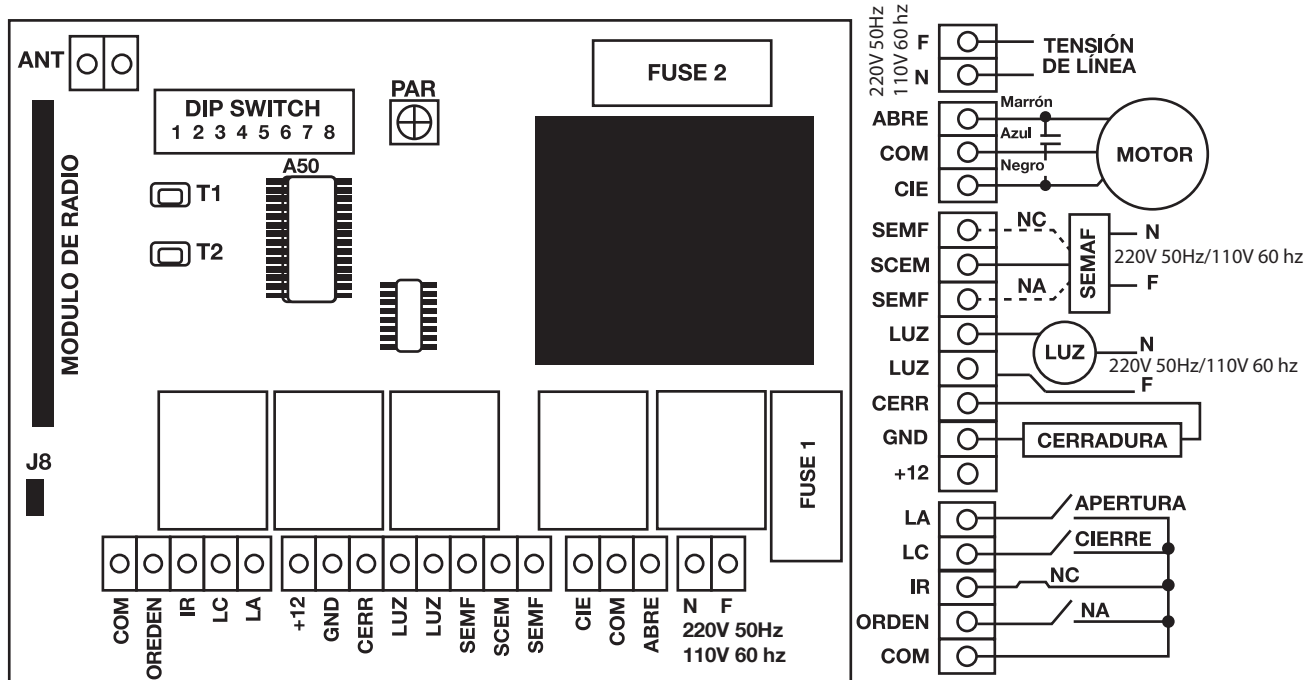 ANT
DIP SWITCH
1 2 3 4 5 6 7 8
PAR
FUSE 2
A50
T1
T2
MODULO DE RADIO
J8
FUSE 1
COM
OREDEN
IR
LC
LA
+12
GND
CERR
LUZ
LUZ
SEMF
SCEM
SEMF
CIE
COM
ABRE
N F
220V 50Hz
110V 60 hz
220V 50Hz
110V 60 hz
F
N
TENSIÓN
DE LÍNEA
ABRE
COM
CIE
Marrón
Azul
Negro
MOTOR
SEMF
SCEM
SEMF
NC
NA
SEMAF
N
220V 50Hz/110V 60 hz
F
LUZ
LUZ
LUZ
N
220V 50Hz/110V 60 hz
F
CERR
GND
+12
CERRADURA
LA
APERTURA
LC
CIERRE
IR
NC
ORDEN
NA
COM